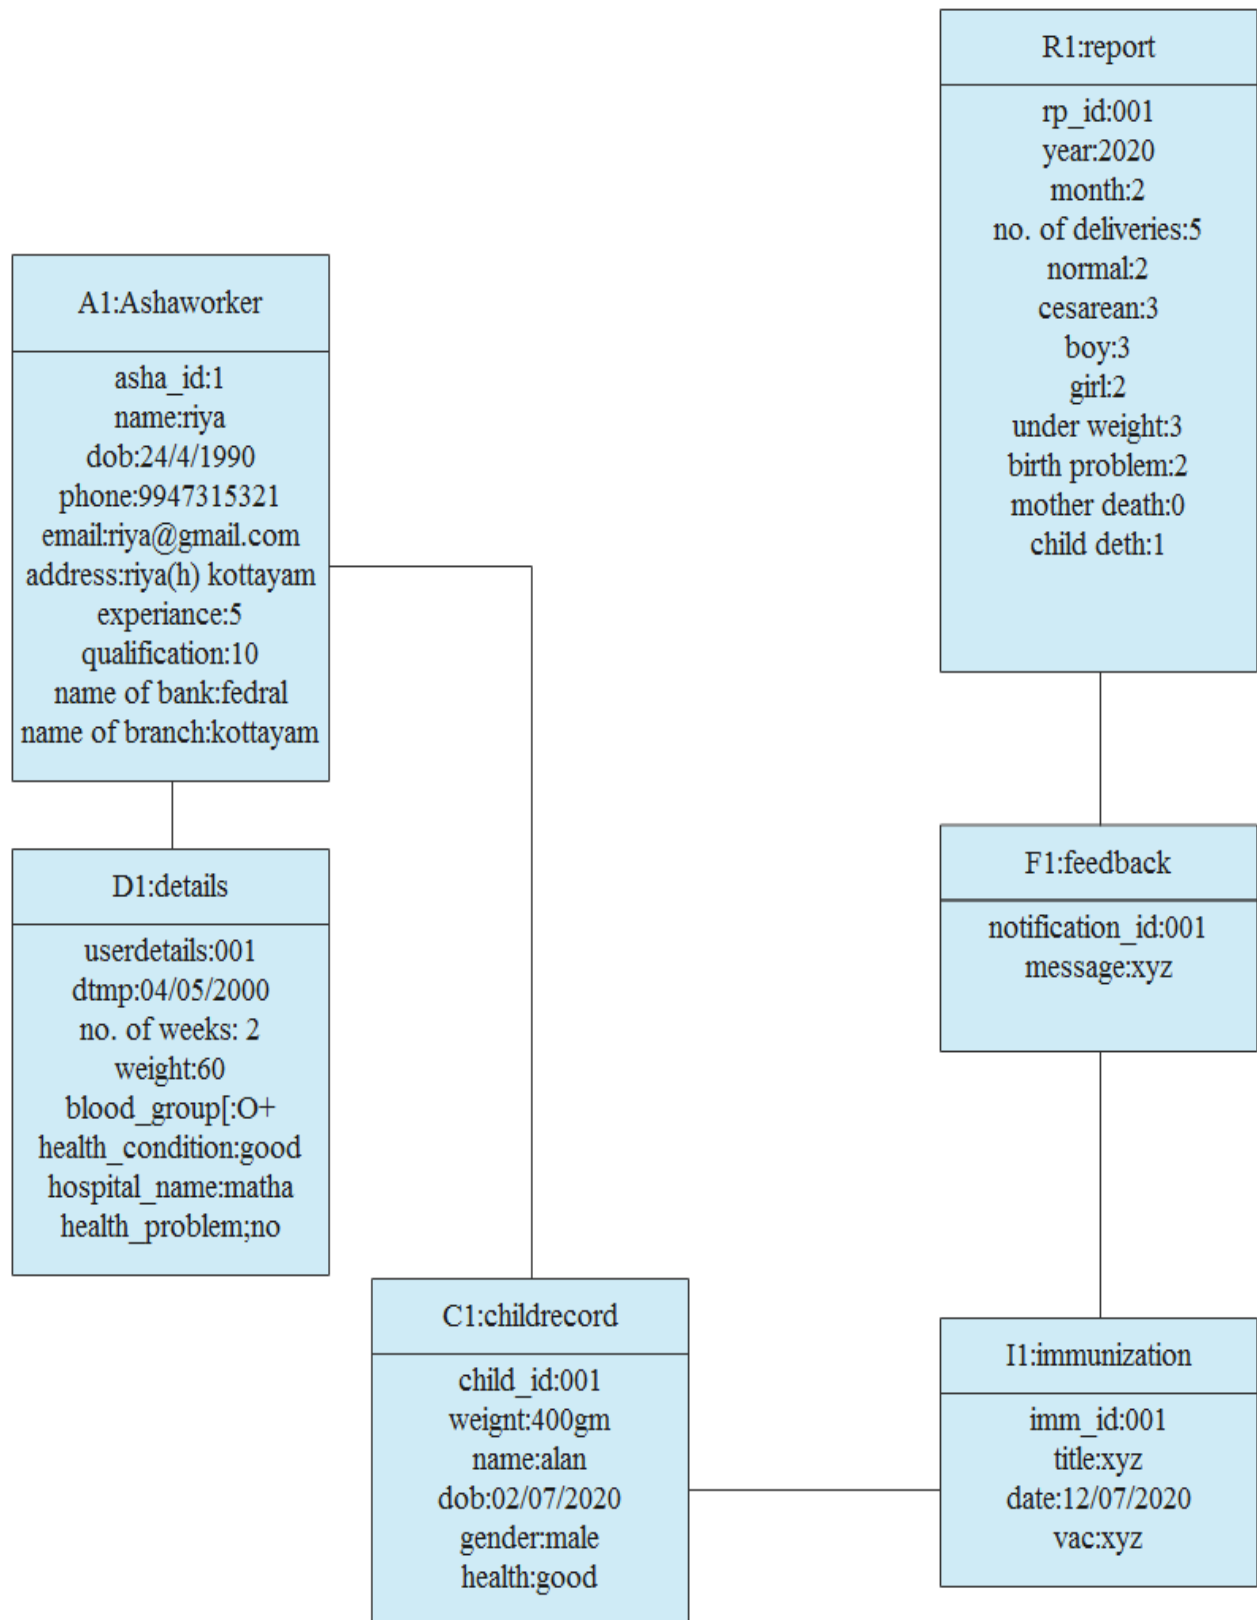 R1:report
rp_id:001
year:2020
month:2
no. of deliveries:5
normal:2
cesarean:3
boy:3
girl:2
under weight:3
birth problem:2
mother death:0
child deth:1
A1:Ashaworker
asha_id:1
name:riya
dob:24/4/1990
phone:9947315321
email:riya@gmail.com
address:riya(h) kottayam
experiance:5
qualification:10
name of bank:fedral
name of branch:kottayam
D1:details
userdetails:001
dtmp:04/05/2000
no. of weeks: 2
weight:60
blood_group[:O+
health_condition:good
hospital_name:matha
health_problem;no
F1:feedback
notification_id:001
message:xyz
C1:childrecord
child_id:001
weignt:400gm
name:alan
dob:02/07/2020
gender:male
health:good
I1:immunization
imm_id:001
title:xyz
date:12/07/2020
vac:xyz